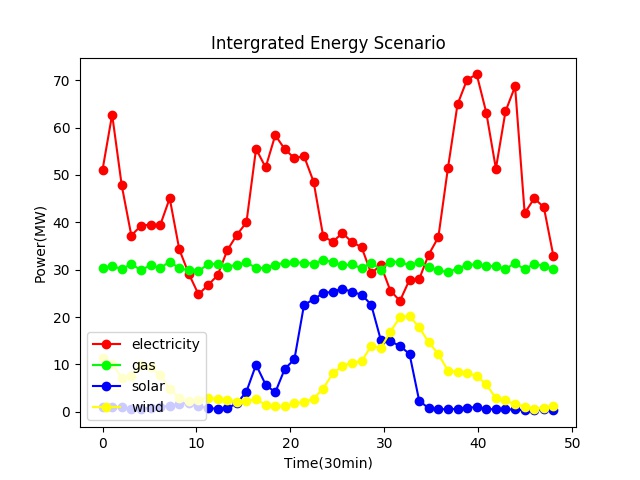 Intergrated Energy Scenario
Power(MW)
70
60
50
40
30
20
10
0
electricity
gas
solar
wind
0 10 20 30 40 50
Time(30min)